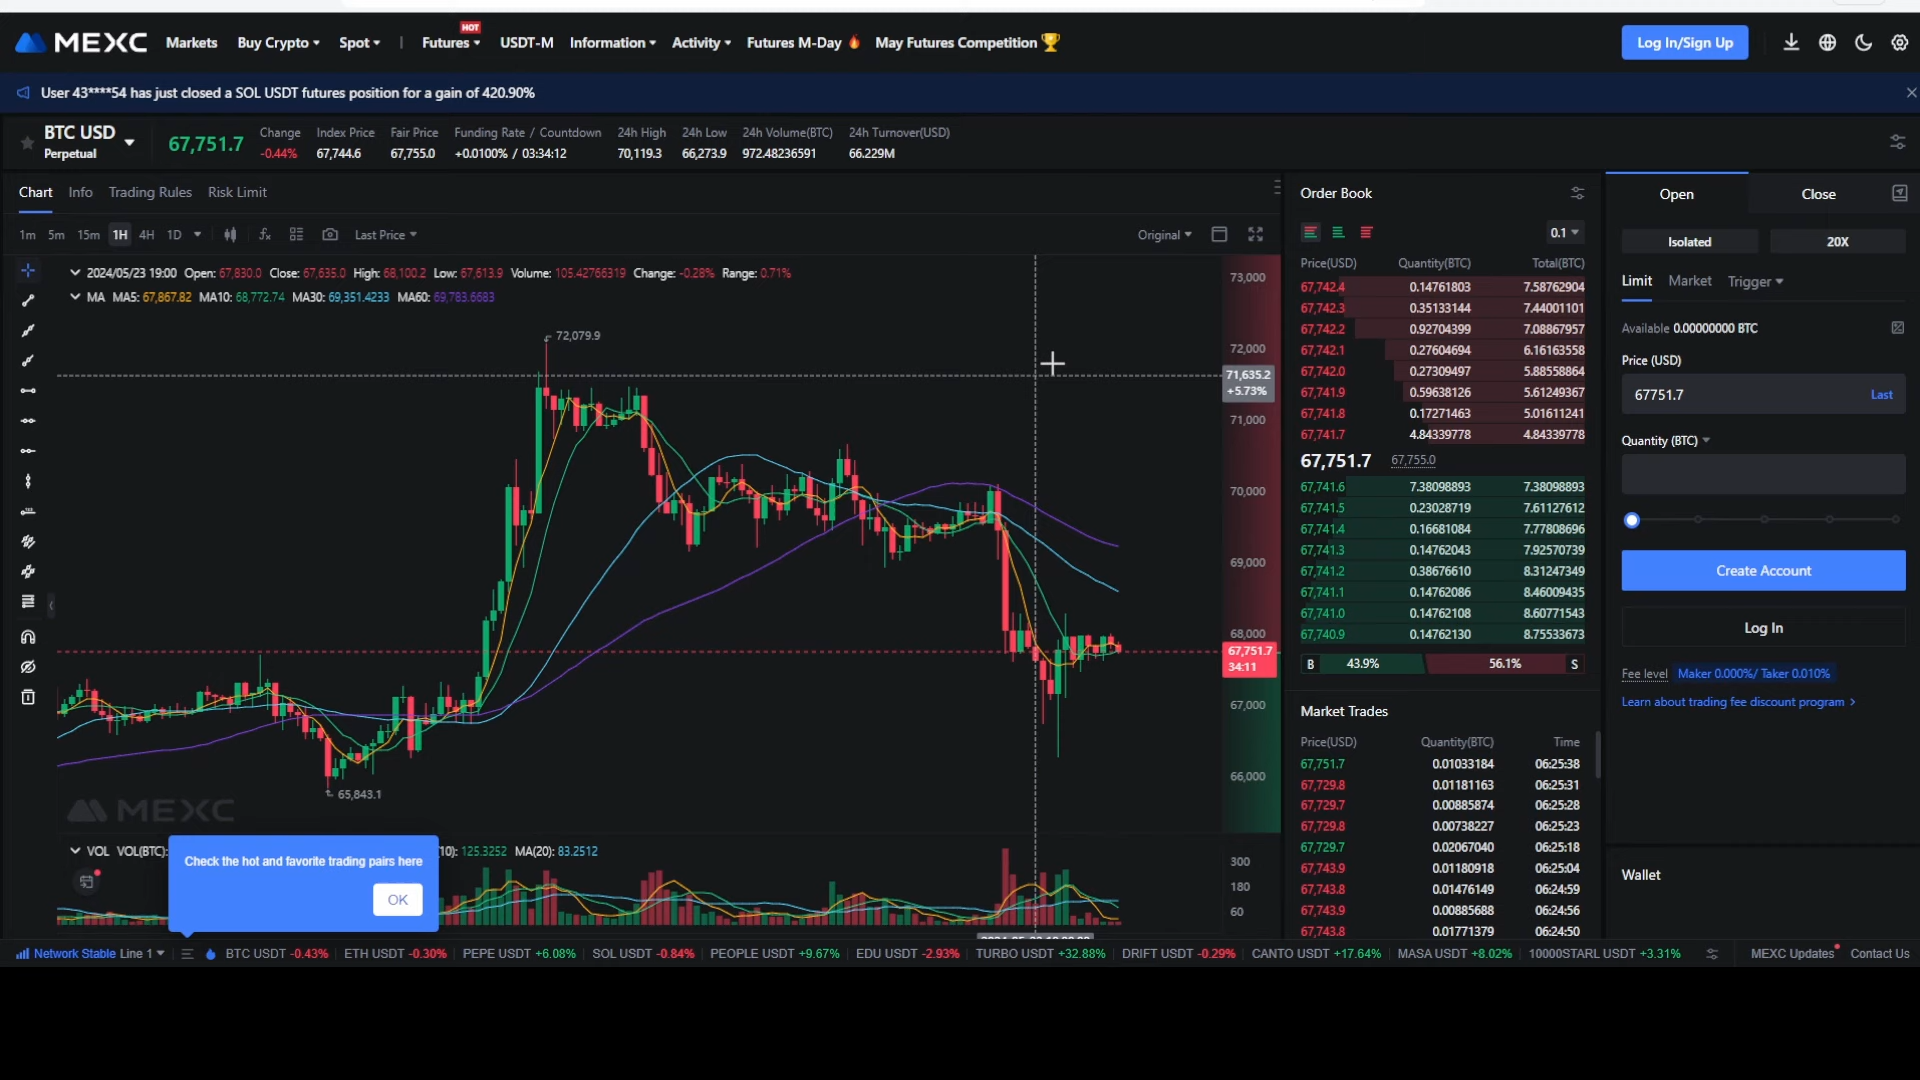 MEXC Markets Buy Crypto Spot | Futures HOT USDT-M Information Activity Futures M-Day May Futures Competition Log In/Sign Up
User 43****54 has just closed a SOL USDT futures position for a gain of 420.90%
BTC USD Perpetual 67,751.7
Change Index Price Fair Price Funding Rate / Countdown 24h High 24h Low 24h Volume(BTC) 24h Turnover(USD)
-0.44% 67,744.6 67,755.0 +0.0100% / 03:34:12 70,119.3 66,273.9 972.48236591 66.229M
Chart Info Trading Rules Risk Limit
1m 5m 15m 1H 4H 1D Last Price Original
2024/05/23 19:00 Open: 67,830.0 Close: 67,635.0 High: 68,100.2 Low: 67,613.9 Volume: 105.42766319 Change: -0.28% Range: 0.71%
MA MA5: 67,867.82 MA10: 68,772.74 MA30: 69,351.4233 MA60: 69,783.6683
73,000
72,079.9
72,000
71,635.2
+5.73%
71,000
70,000
69,000
68,000
67,751.7
34:11
67,000
66,000
65,843.1
MEXC
VOL VOL(BTC): 10): 125.3252 MA(20): 83.2512
300
180
60
Check the hot and favorite trading pairs here
OK
Order Book
0.1
Price(USD) Quantity(BTC) Total(BTC)
67,742.4 0.14761803 7.58762904
67,742.3 0.35133144 7.44001101
67,742.2 0.92704399 7.08867957
67,742.1 0.27604694 6.16163558
67,742.0 0.27309497 5.88558864
67,741.9 0.59638126 5.61249367
67,741.8 0.17271463 5.01611241
67,741.7 4.84339778 4.84339778
67,751.7 67,755.0
67,741.6 7.38098893 7.38098893
67,741.5 0.23028719 7.61127612
67,741.4 0.16681084 7.77808696
67,741.3 0.14762043 7.92570739
67,741.2 0.38676610 8.31247349
67,741.1 0.14762086 8.46009435
67,741.0 0.14762108 8.60771543
67,740.9 0.14762130 8.75533673
B 43.9% 56.1% S
Market Trades
Price(USD) Quantity(BTC) Time
67,751.7 0.01033184 06:25:38
67,729.8 0.01181163 06:25:31
67,729.7 0.00885874 06:25:28
67,729.8 0.00738227 06:25:23
67,729.7 0.02067040 06:25:18
67,743.9 0.01180918 06:25:04
67,743.8 0.01476149 06:24:59
67,743.9 0.00885688 06:24:56
67,743.8 0.01771379 06:24:50
Open Close
Isolated 20X
Limit Market Trigger
Available 0.00000000 BTC
Price (USD)
67751.7 Last
Quantity (BTC)
Create Account
Log In
Fee level Maker 0.000%/ Taker 0.010%
Learn about trading fee discount program >
Wallet
Network Stable Line 1 BTC USDT -0.43% ETH USDT -0.30% PEPE USDT +6.08% SOL USDT -0.84% PEOPLE USDT +9.67% EDU USDT -2.93% TURBO USDT +32.88% DRIFT USDT -0.29% CANTO USDT +17.64% MASA USDT +8.02% 10000STARL USDT +3.31% MEXC Updates Contact Us